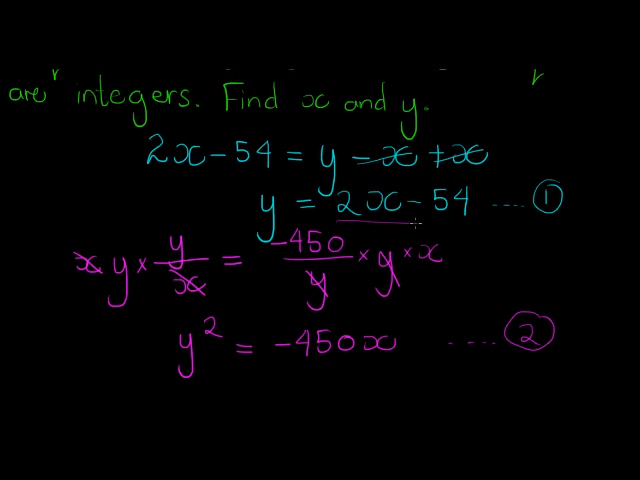 are integers. Find x and y.
2x - 54 = y - x + x
y = 2x - 54 .... ①
x y × y/x = -450/y × y × x
y² = -450x .... ②